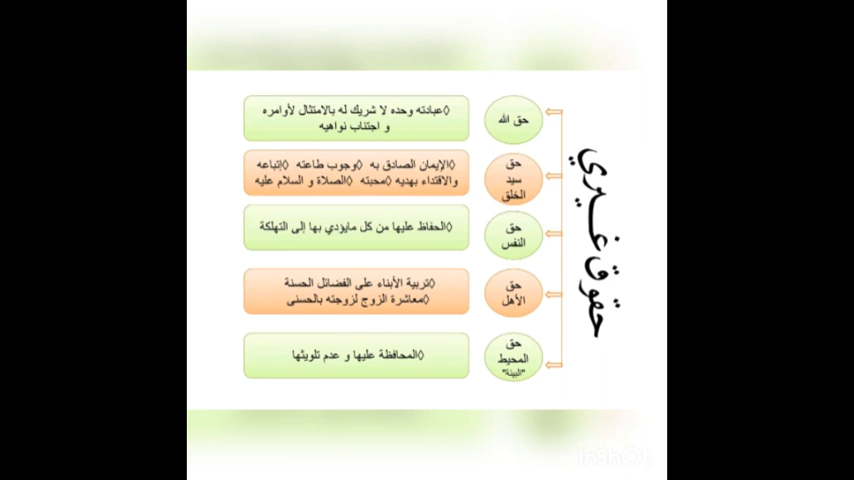 حقوق غيري
حق الله
◊عبادته وحده لا شريك له بالامتثال لأوامره
و اجتناب نواهيه
حق
سيد
الخلق
◊الإيمان الصادق به ◊وجوب طاعته ◊إتباعه
والاقتداء بهديه ◊محبته ◊الصلاة و السلام عليه
حق
النفس
◊الحفاظ عليها من كل مايؤدي بها إلى التهلكة
حق
الأهل
◊تربية الأبناء على الفضائل الحسنة
◊معاشرة الزوج لزوجته بالحسنى
حق
المحيط
"البيئة"
◊المحافظة عليها و عدم تلويثها
InShOt